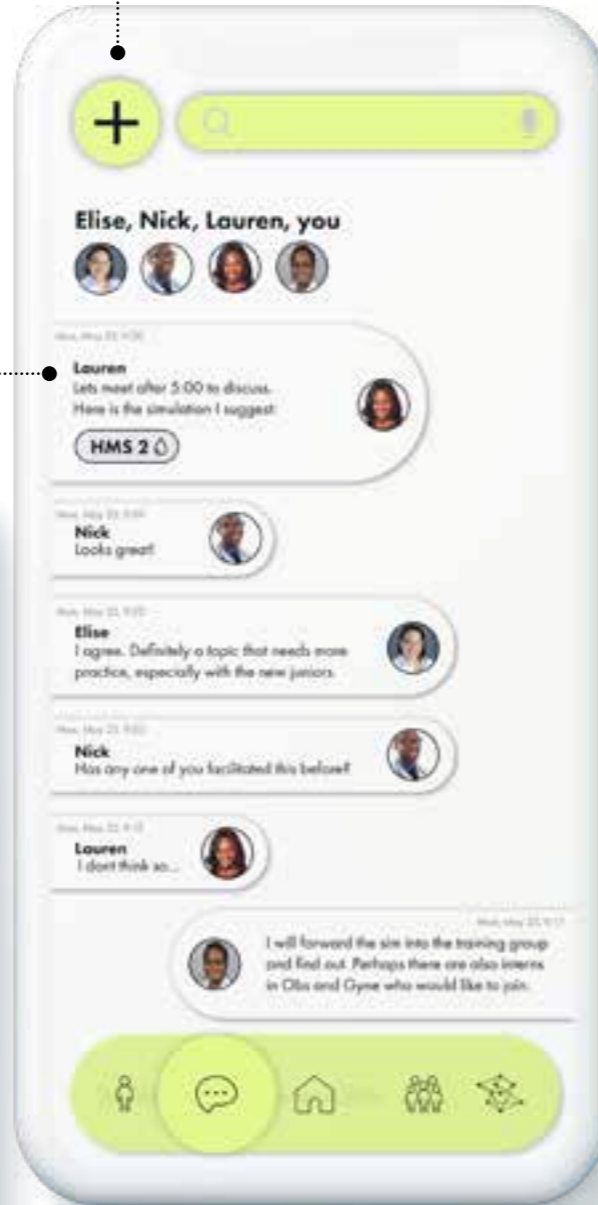 Elise, Nick, Lauren, you
Lauren
Lets meet after 5:00 to discuss.
Here is the simulation I suggest:
HMS 2
Nick
Looks great!
Elise
I agree. Definitely a topic that needs more
practice, especially with the new juniors.
Nick
Has any one of you facilitated this before?
Lauren
I dont think so...
I will forward the sim into the training group
and find out. Perhaps there are also interns
in Obs and Gyne who would like to join.